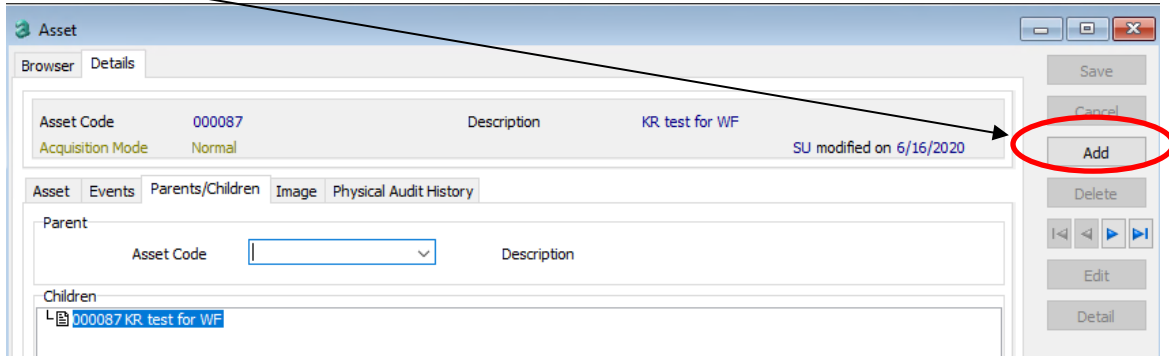 Asset
Browser Details
Save
Asset Code 000087 Description KR test for WF
Cancel
Acquisition Mode Normal SU modified on 6/16/2020
Add
Asset Events Parents/Children Image Physical Audit History
Delete
Parent
Asset Code Description
Edit
Children
000087 KR test for WF
Detail